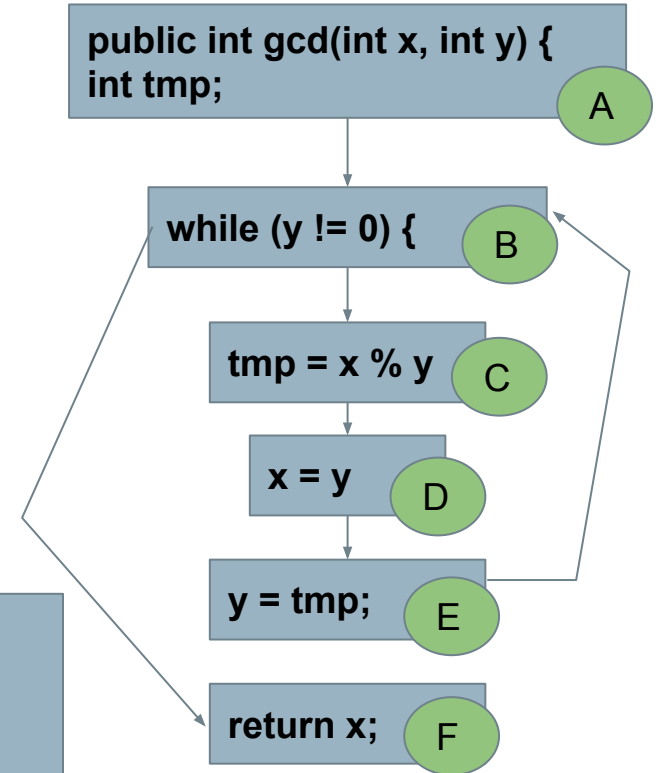 public int gcd(int x, int y) {
int tmp;
A
while (y != 0) {
B
tmp = x % y
C
x = y
D
y = tmp;
E
return x;
F